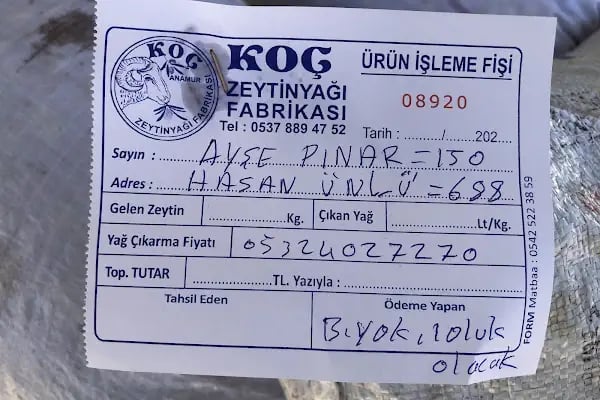 KOÇ
ANAMUR
ZEYTİNYAĞI FABRİKASI
KOÇ
ZEYTİNYAĞI
FABRİKASI
Tel : 0537 889 47 52
ÜRÜN İŞLEME FİŞİ
08920
Tarih : ............/........202....
Sayın : AYŞE PINAR=150
Adres : HASAN ÜNLÜ=688
Gelen Zeytin ....................Kg. Çıkan Yağ ....................Lt/Kg.
Yağ Çıkarma Fiyatı 05324027270
Top. TUTAR ....................TL. Yazıyla : ....................
Tahsil Eden
Ödeme Yapan
Bıyok, loluk
olacak
FORM Matbaa : 0542 522 38 59